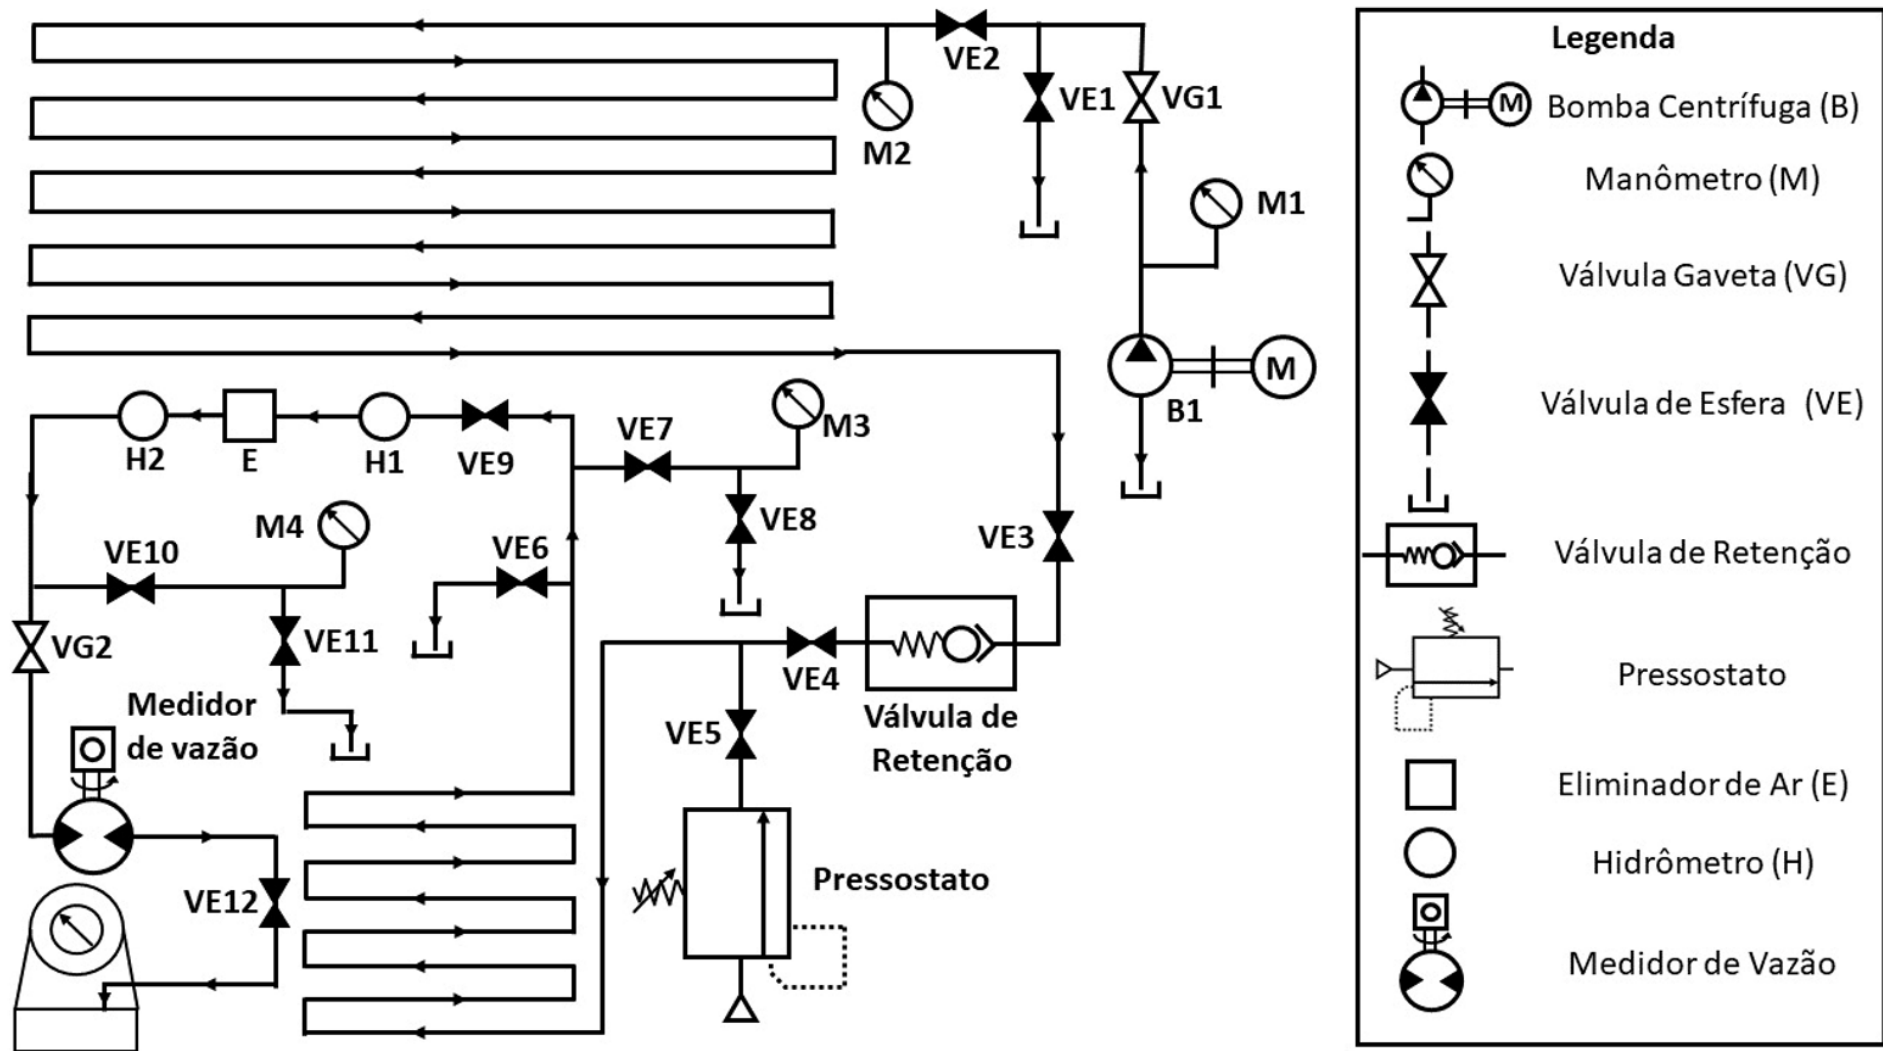 VE2
VE1
VG1
M2
M1
M
B1
H2
E
H1
VE9
VE7
M3
VE8
VE3
M4
VE10
VE6
VG2
VE11
VE4
Válvula de
Retenção
VE5
Medidor
de vazão
VE12
Pressostato
Legenda
M
Bomba Centrífuga (B)
Manômetro (M)
Válvula Gaveta (VG)
Válvula de Esfera (VE)
Válvula de Retenção
Pressostato
Eliminador de Ar (E)
Hidrômetro (H)
Medidor de Vazão